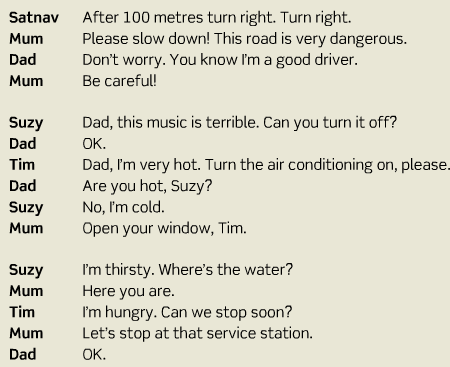 Satnav After 100 metres turn right. Turn right.
Mum Please slow down! This road is very dangerous.
Dad Don't worry. You know I'm a good driver.
Mum Be careful!
Suzy Dad, this music is terrible. Can you turn it off?
Dad OK.
Tim Dad, I'm very hot. Turn the air conditioning on, please.
Dad Are you hot, Suzy?
Suzy No, I'm cold.
Mum Open your window, Tim.
Suzy I'm thirsty. Where's the water?
Mum Here you are.
Tim I'm hungry. Can we stop soon?
Mum Let's stop at that service station.
Dad OK.